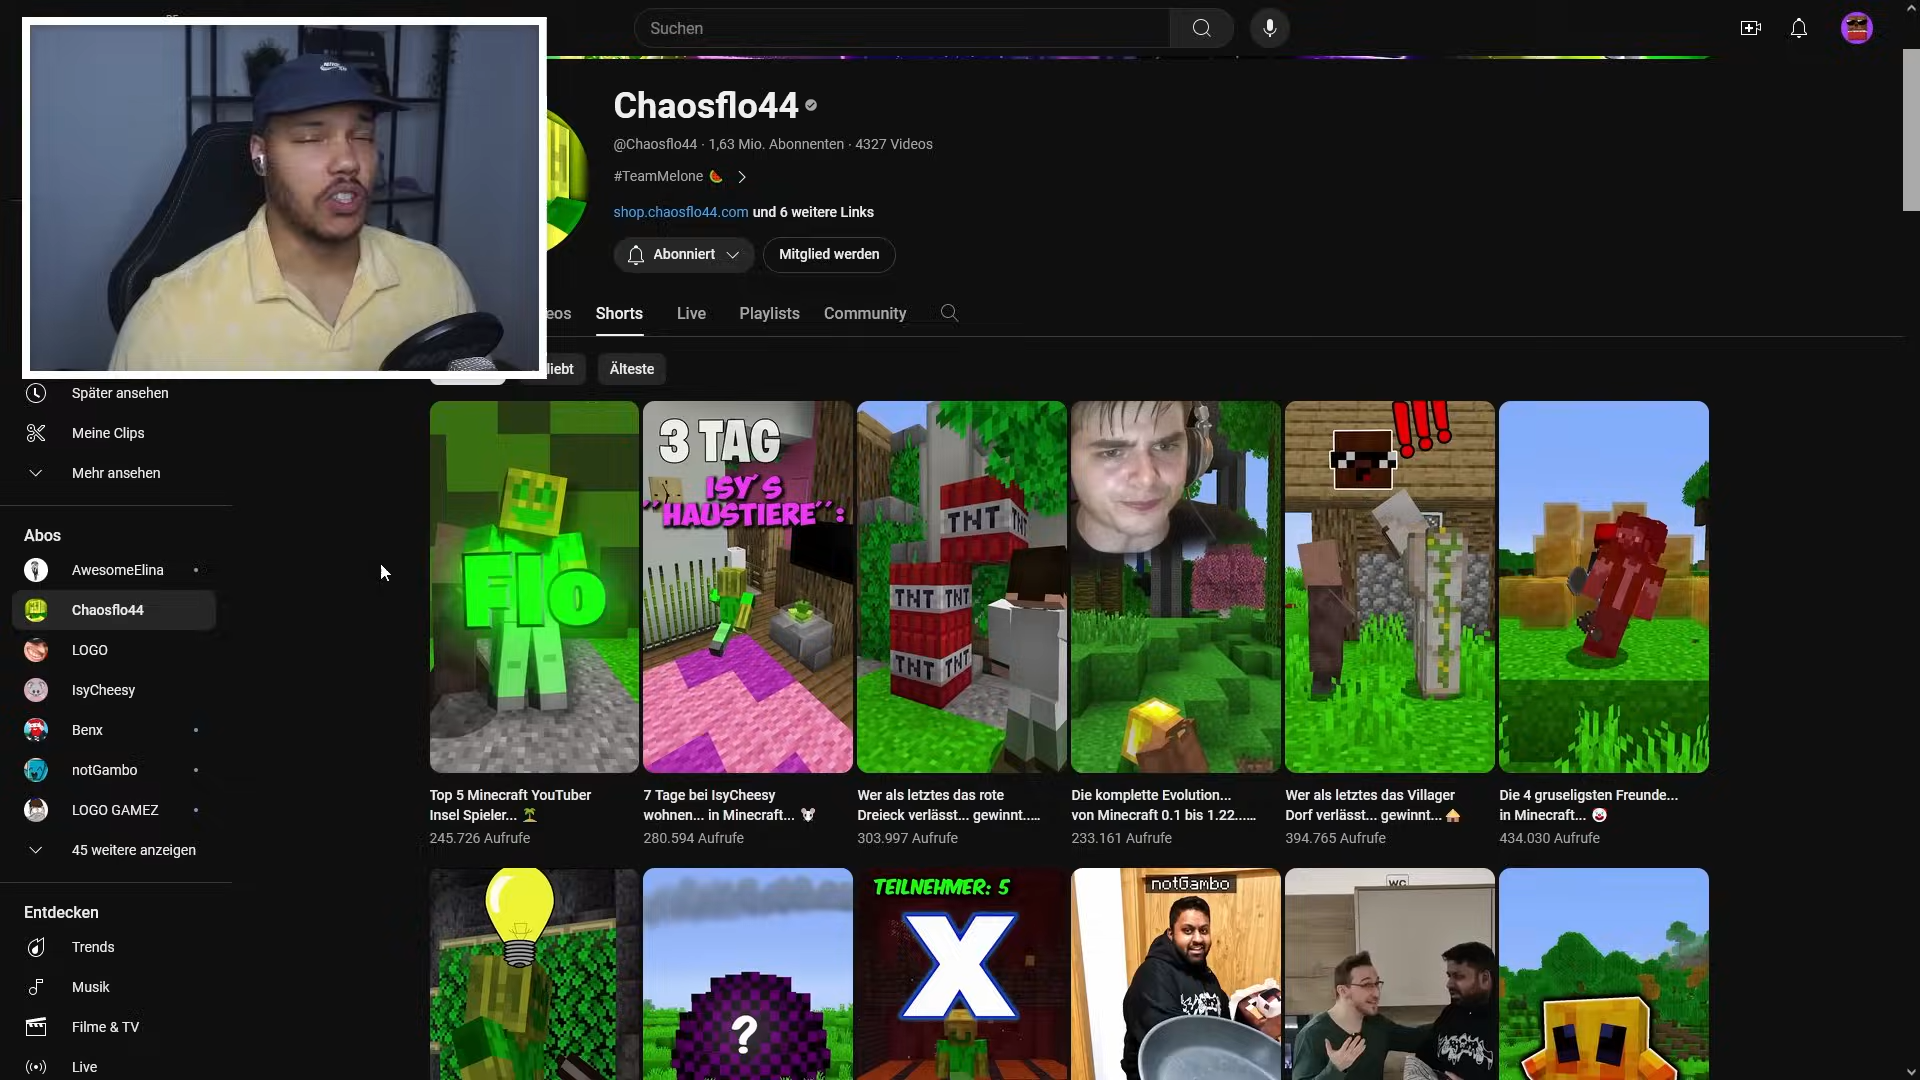 Suchen
Chaosflo44
@Chaosflo44 · 1,63 Mio. Abonnenten · 4327 Videos
#TeamMelone 🍉
shop.chaosflo44.com und 6 weitere Links
Abonniert
Mitglied werden
eos
Shorts
Live
Playlists
Community
liebt
Älteste
Später ansehen
Meine Clips
Mehr ansehen
Abos
AwesomeElina
Chaosflo44
LOGO
IsyCheesy
Benx
notGambo
LOGO GAMEZ
45 weitere anzeigen
Entdecken
Trends
Musik
Filme & TV
Live
Flo
3 TAG
ISY'S
"HAUSTIERE":
TNT
TNT
TNT
TNT
TNT
TNT
!!!
Top 5 Minecraft YouTuber
Insel Spieler... 🏝️
245.726 Aufrufe
7 Tage bei IsyCheesy
wohnen... in Minecraft... 🐭
280.594 Aufrufe
Wer als letztes das rote
Dreieck verlässt... gewinnt.…
303.997 Aufrufe
Die komplette Evolution...
von Minecraft 0.1 bis 1.22...…
233.161 Aufrufe
Wer als letztes das Villager
Dorf verlässt... gewinnt... 🛖
394.765 Aufrufe
Die 4 gruseligsten Freunde...
in Minecraft... 🤡
434.030 Aufrufe
?
TEILNEHMER: 5
X
notGambo
WC